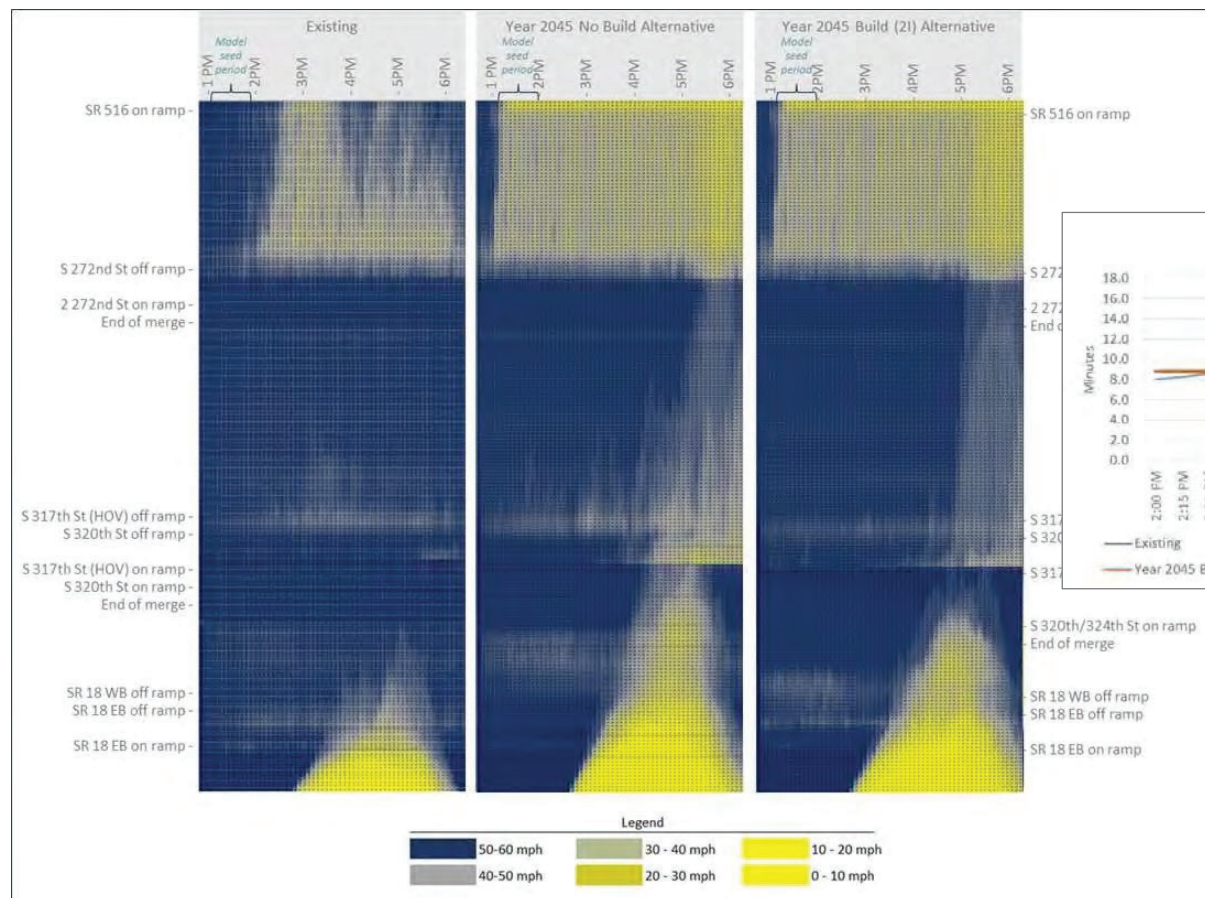 Existing
Year 2045 No Build Alternative
Year 2045 Build (2I) Alternative
Model
seed
period
1 PM
2PM
3PM
4PM
5PM
6PM
Model
seed
period
1 PM
2PM
3PM
4PM
5PM
6PM
Model
seed
period
1 PM
2PM
3PM
4PM
5PM
6PM
SR 516 on ramp
S 272nd St off ramp
2 272nd St on ramp
End of merge
S 317th St (HOV) off ramp
S 320th St off ramp
S 317th St (HOV) on ramp
S 320th St on ramp
End of merge
SR 18 WB off ramp
SR 18 EB off ramp
SR 18 EB on ramp
SR 516 on ramp
S 272
2 272
End
S 317
S 320
S 317
S 320th/324th St on ramp
End of merge
SR 18 WB off ramp
SR 18 EB off ramp
SR 18 EB on ramp
Minutes
18.0
16.0
14.0
12.0
10.0
8.0
6.0
4.0
2.0
0.0
2:00 PM
2:15 PM
Existing
Year 2045 B
Legend
50-60 mph
30 - 40 mph
10 - 20 mph
40-50 mph
20 - 30 mph
0 - 10 mph